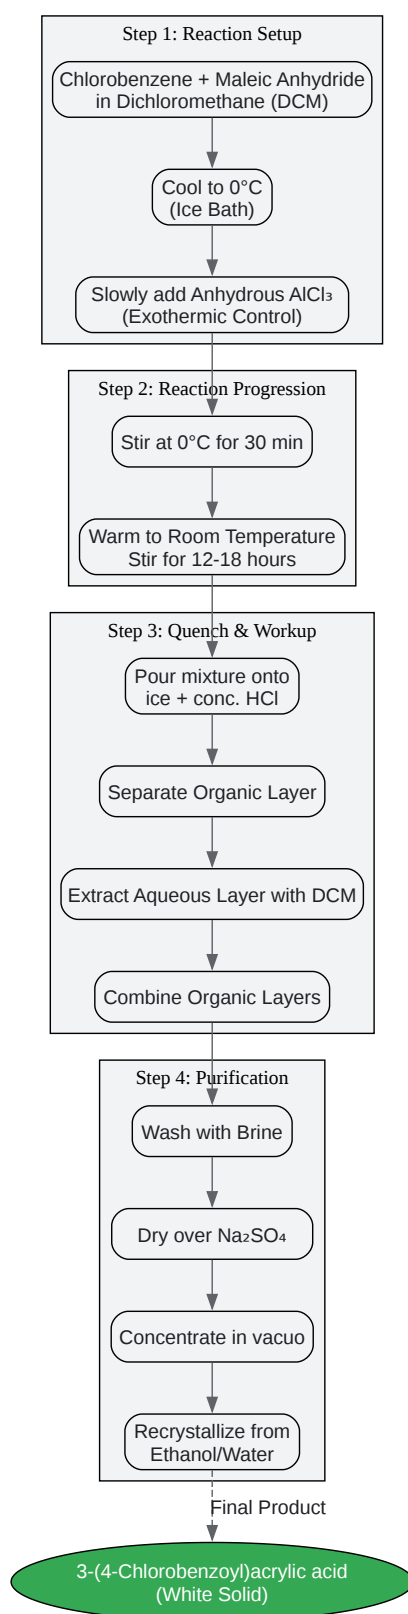 Step 1: Reaction Setup
Chlorobenzene + Maleic Anhydride
in Dichloromethane (DCM)
Cool to 0°C
(Ice Bath)
Slowly add Anhydrous AlCl₃
(Exothermic Control)
Step 2: Reaction Progression
Stir at 0°C for 30 min
Warm to Room Temperature
Stir for 12-18 hours
Step 3: Quench & Workup
Pour mixture onto
ice + conc. HCl
Separate Organic Layer
Extract Aqueous Layer with DCM
Combine Organic Layers
Step 4: Purification
Wash with Brine
Dry over Na₂SO₄
Concentrate in vacuo
Recrystallize from
Ethanol/Water
Final Product
3-(4-Chlorobenzoyl)acrylic acid
(White Solid)